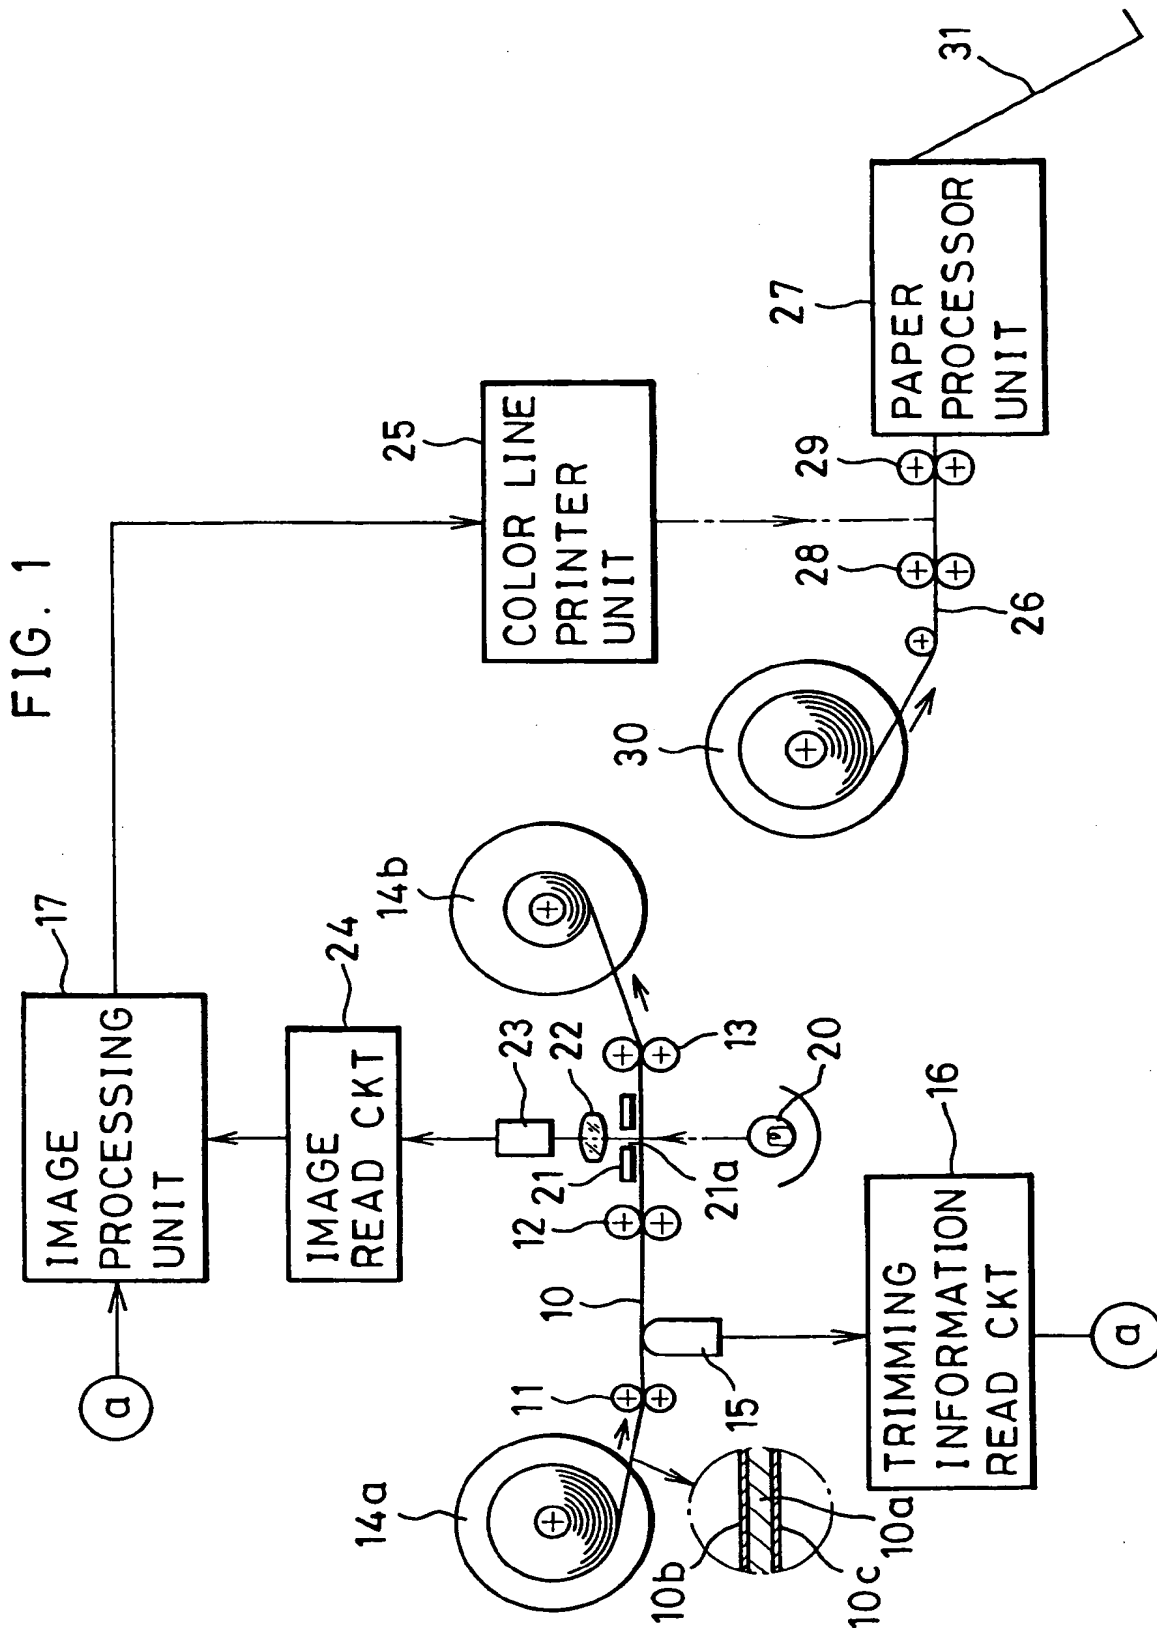 FIG. 1
17
IMAGE
PROCESSING
UNIT
a
24
IMAGE
READ CKT
25
COLOR LINE
PRINTER
UNIT
23
22
21
21a
14a
14b
11
10
12
13
15
20
10b
10c
10a
16
TRIMMING
INFORMATION
READ CKT
a
30
28
29
26
27
PAPER
PROCESSOR
UNIT
31